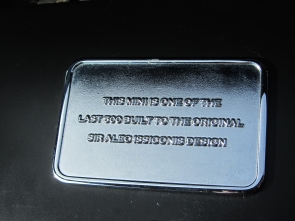 THIS MINI IS ONE OF THE
LAST 500 BUILT TO THE ORIGINAL
SIR ALEC ISSIGONIS DESIGN